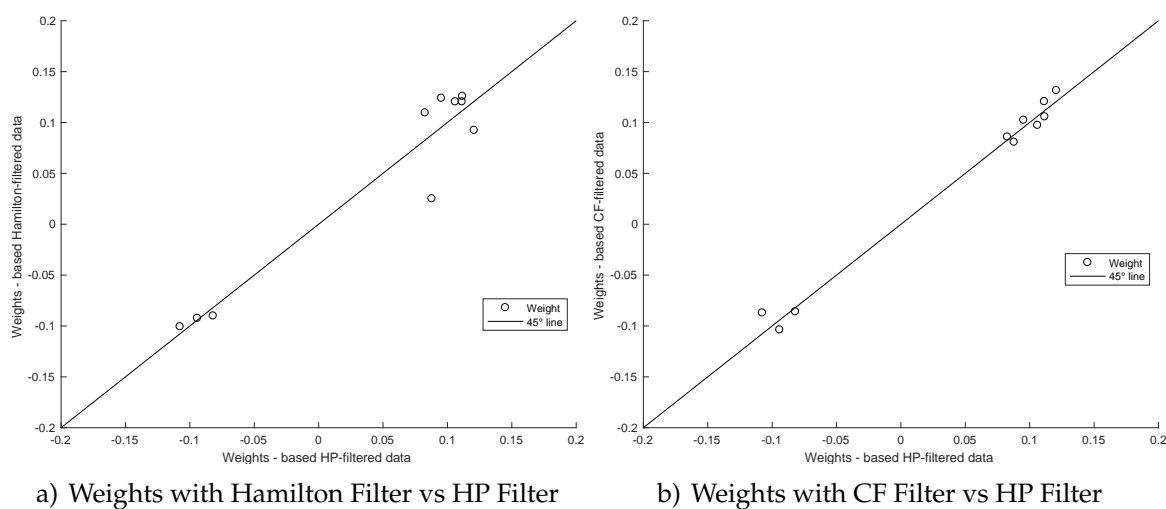 0.2
0.15
0.1
0.05
0
-0.05
-0.1
-0.15
-0.2
-0.2 -0.15 -0.1 -0.05 0 0.05 0.1 0.15 0.2
Weights - based HP-filtered data
Weights - based Hamilton-filtered data
Weight
45° line
a) Weights with Hamilton Filter vs HP Filter
0.2
0.15
0.1
0.05
0
-0.05
-0.1
-0.15
-0.2
-0.2 -0.15 -0.1 -0.05 0 0.05 0.1 0.15 0.2
Weights - based HP-filtered data
Weights - based CF-filtered data
Weight
45° line
b) Weights with CF Filter vs HP Filter